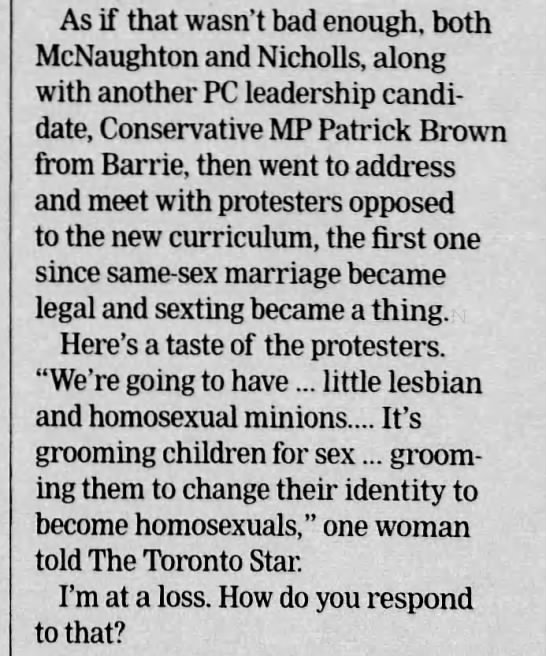 As if that wasn't bad enough, both
McNaughton and Nicholls, along
with another PC leadership candi-
date, Conservative MP Patrick Brown
from Barrie, then went to address
and meet with protesters opposed
to the new curriculum, the first one
since same-sex marriage became
legal and sexting became a thing.
Here's a taste of the protesters.
“We're going to have ... little lesbian
and homosexual minions.... It's
grooming children for sex ... groom-
ing them to change their identity to
become homosexuals,” one woman
told The Toronto Star.
I'm at a loss. How do you respond
to that?